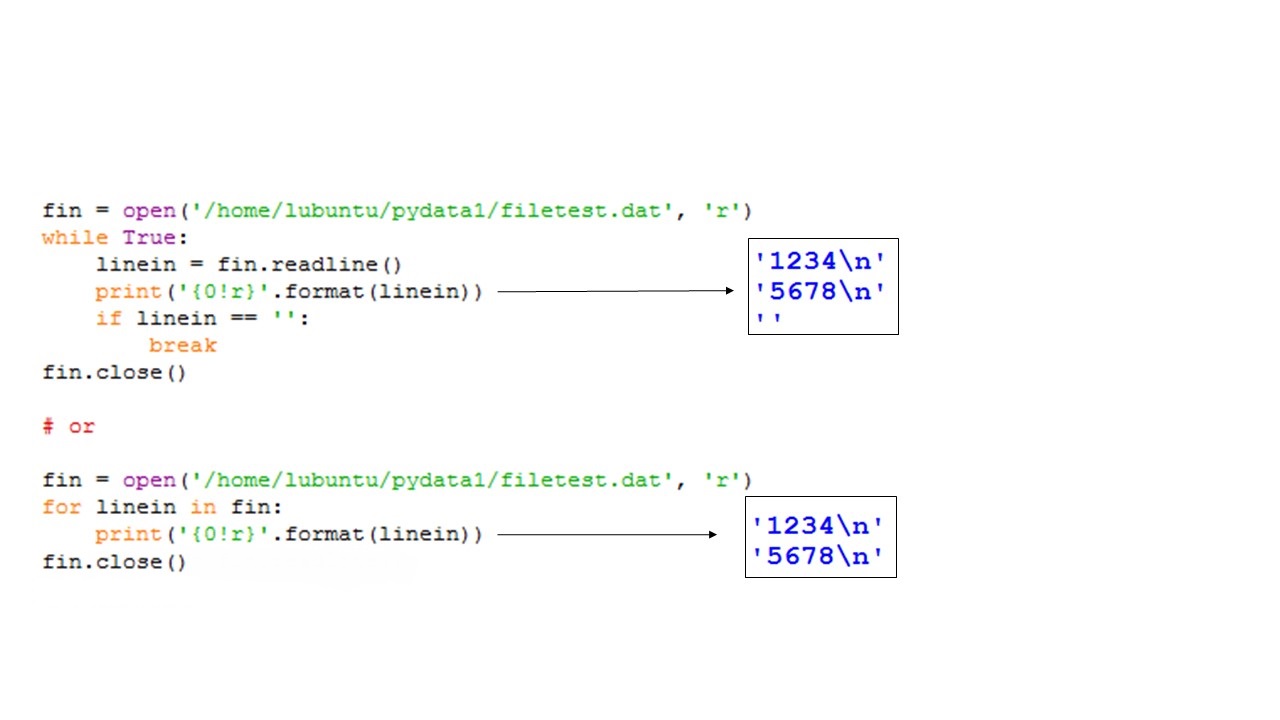 fin = open('/home/lubuntu/pydata1/filetest.dat', 'r')
while True:
    linein = fin.readline()
    print('{0!r}'.format(linein))
    if linein == '':
        break
fin.close()
'1234\n'
'5678\n'
''
# or
fin = open('/home/lubuntu/pydata1/filetest.dat', 'r')
for linein in fin:
    print('{0!r}'.format(linein))
fin.close()
'1234\n'
'5678\n'